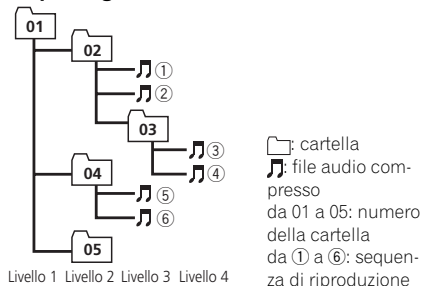 01
02
①
②
03
③
④
04
⑤
⑥
05
Livello 1 Livello 2 Livello 3 Livello 4
: cartella
: file audio com-
presso
da 01 a 05: numero
della cartella
da ① a ⑥: sequen-
za di riproduzione